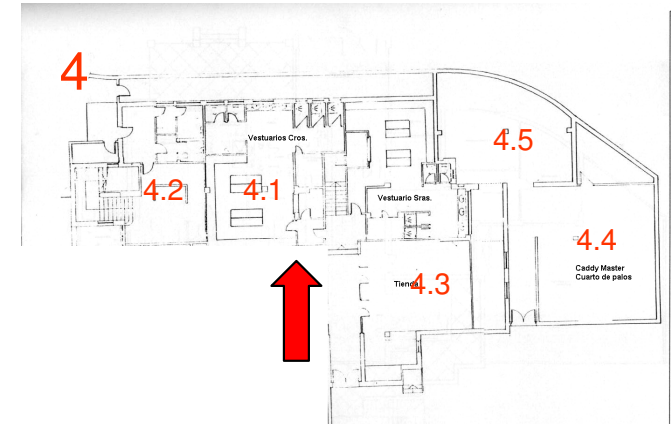 4
Vestuarios Cros.
4.5
4.2
4.1
Vestuario Sras.
4.4
Caddy Master
Cuarto de palos
Tienda
4.3